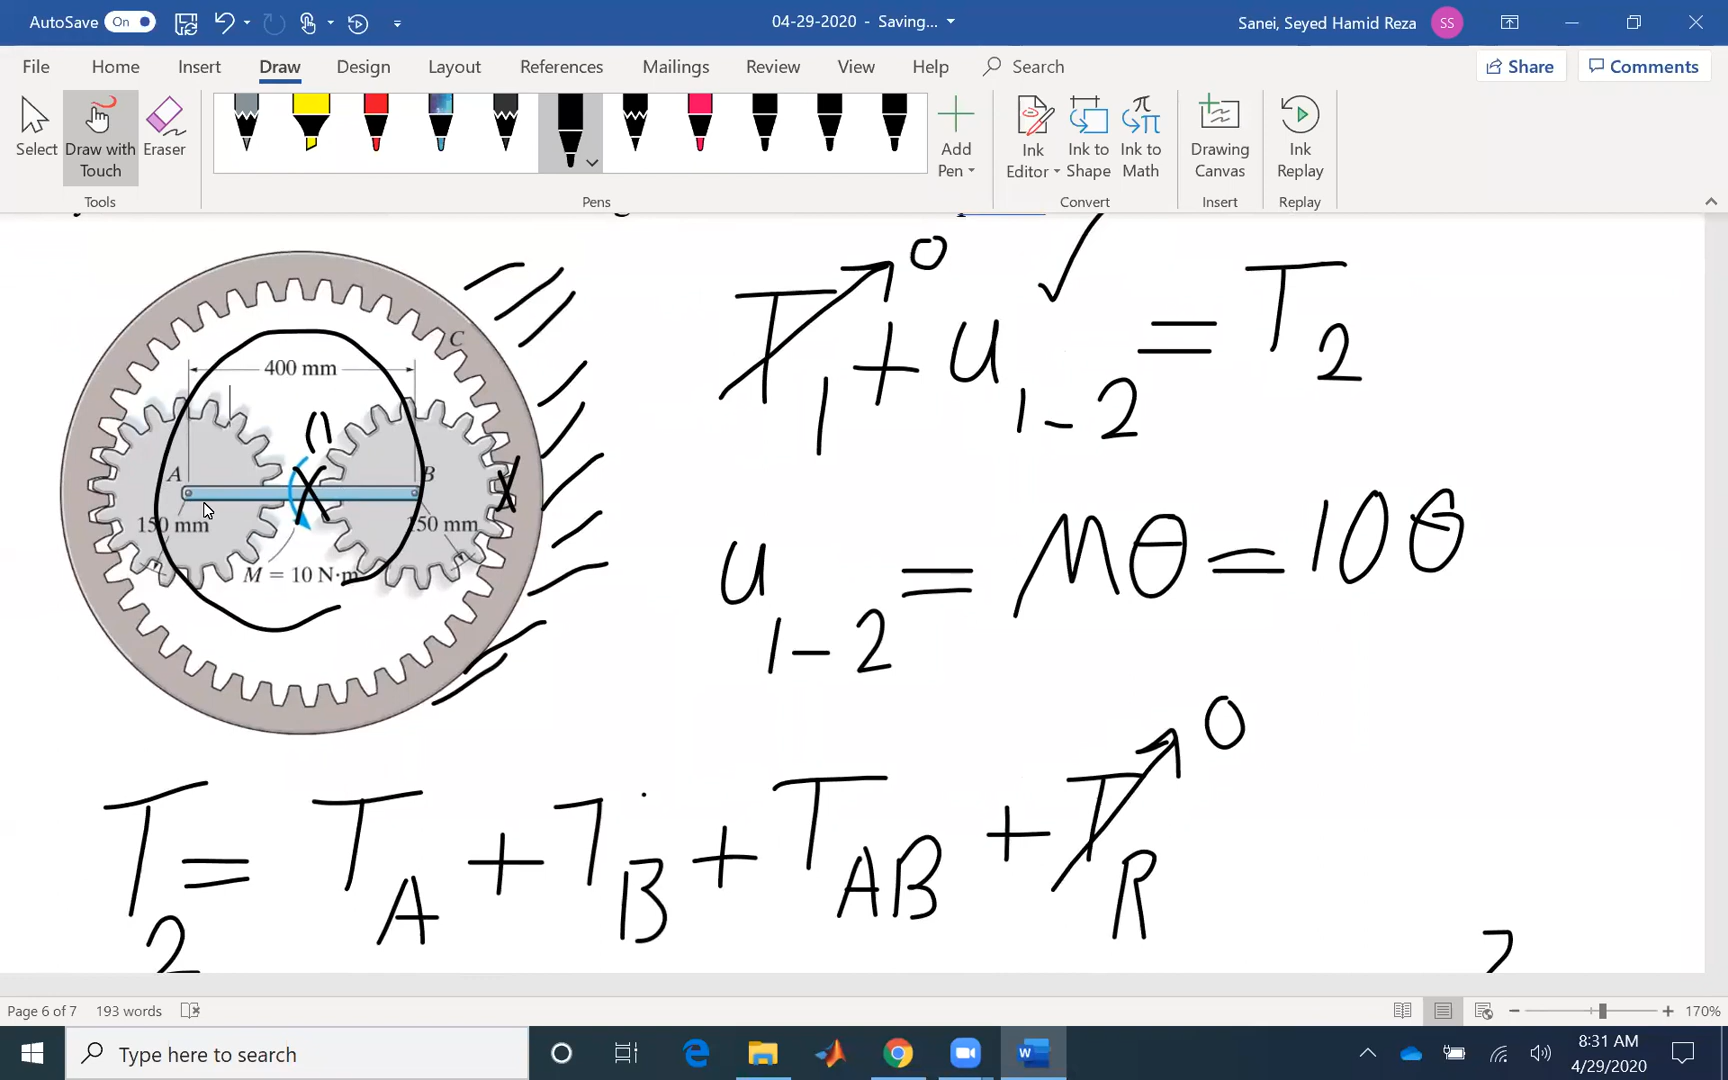 AutoSave On 04-29-2020 - Saving... Sanei, Seyed Hamid Reza SS
File Home Insert Draw Design Layout References Mailings Review View Help Search Share Comments
Select Draw with Touch Eraser Add Pen Ink Editor Ink to Shape Ink to Math Drawing Canvas Ink Replay
Tools Pens Convert Insert Replay
T1 + U1-2 = T2
0
C
400 mm
A B
150 mm 150 mm
M = 10 N·m
U1-2 = Mθ = 10θ
0
T2 = TA + TB + TAB + TR
2
Page 6 of 7 193 words 170%
Type here to search 8:31 AM
4/29/2020